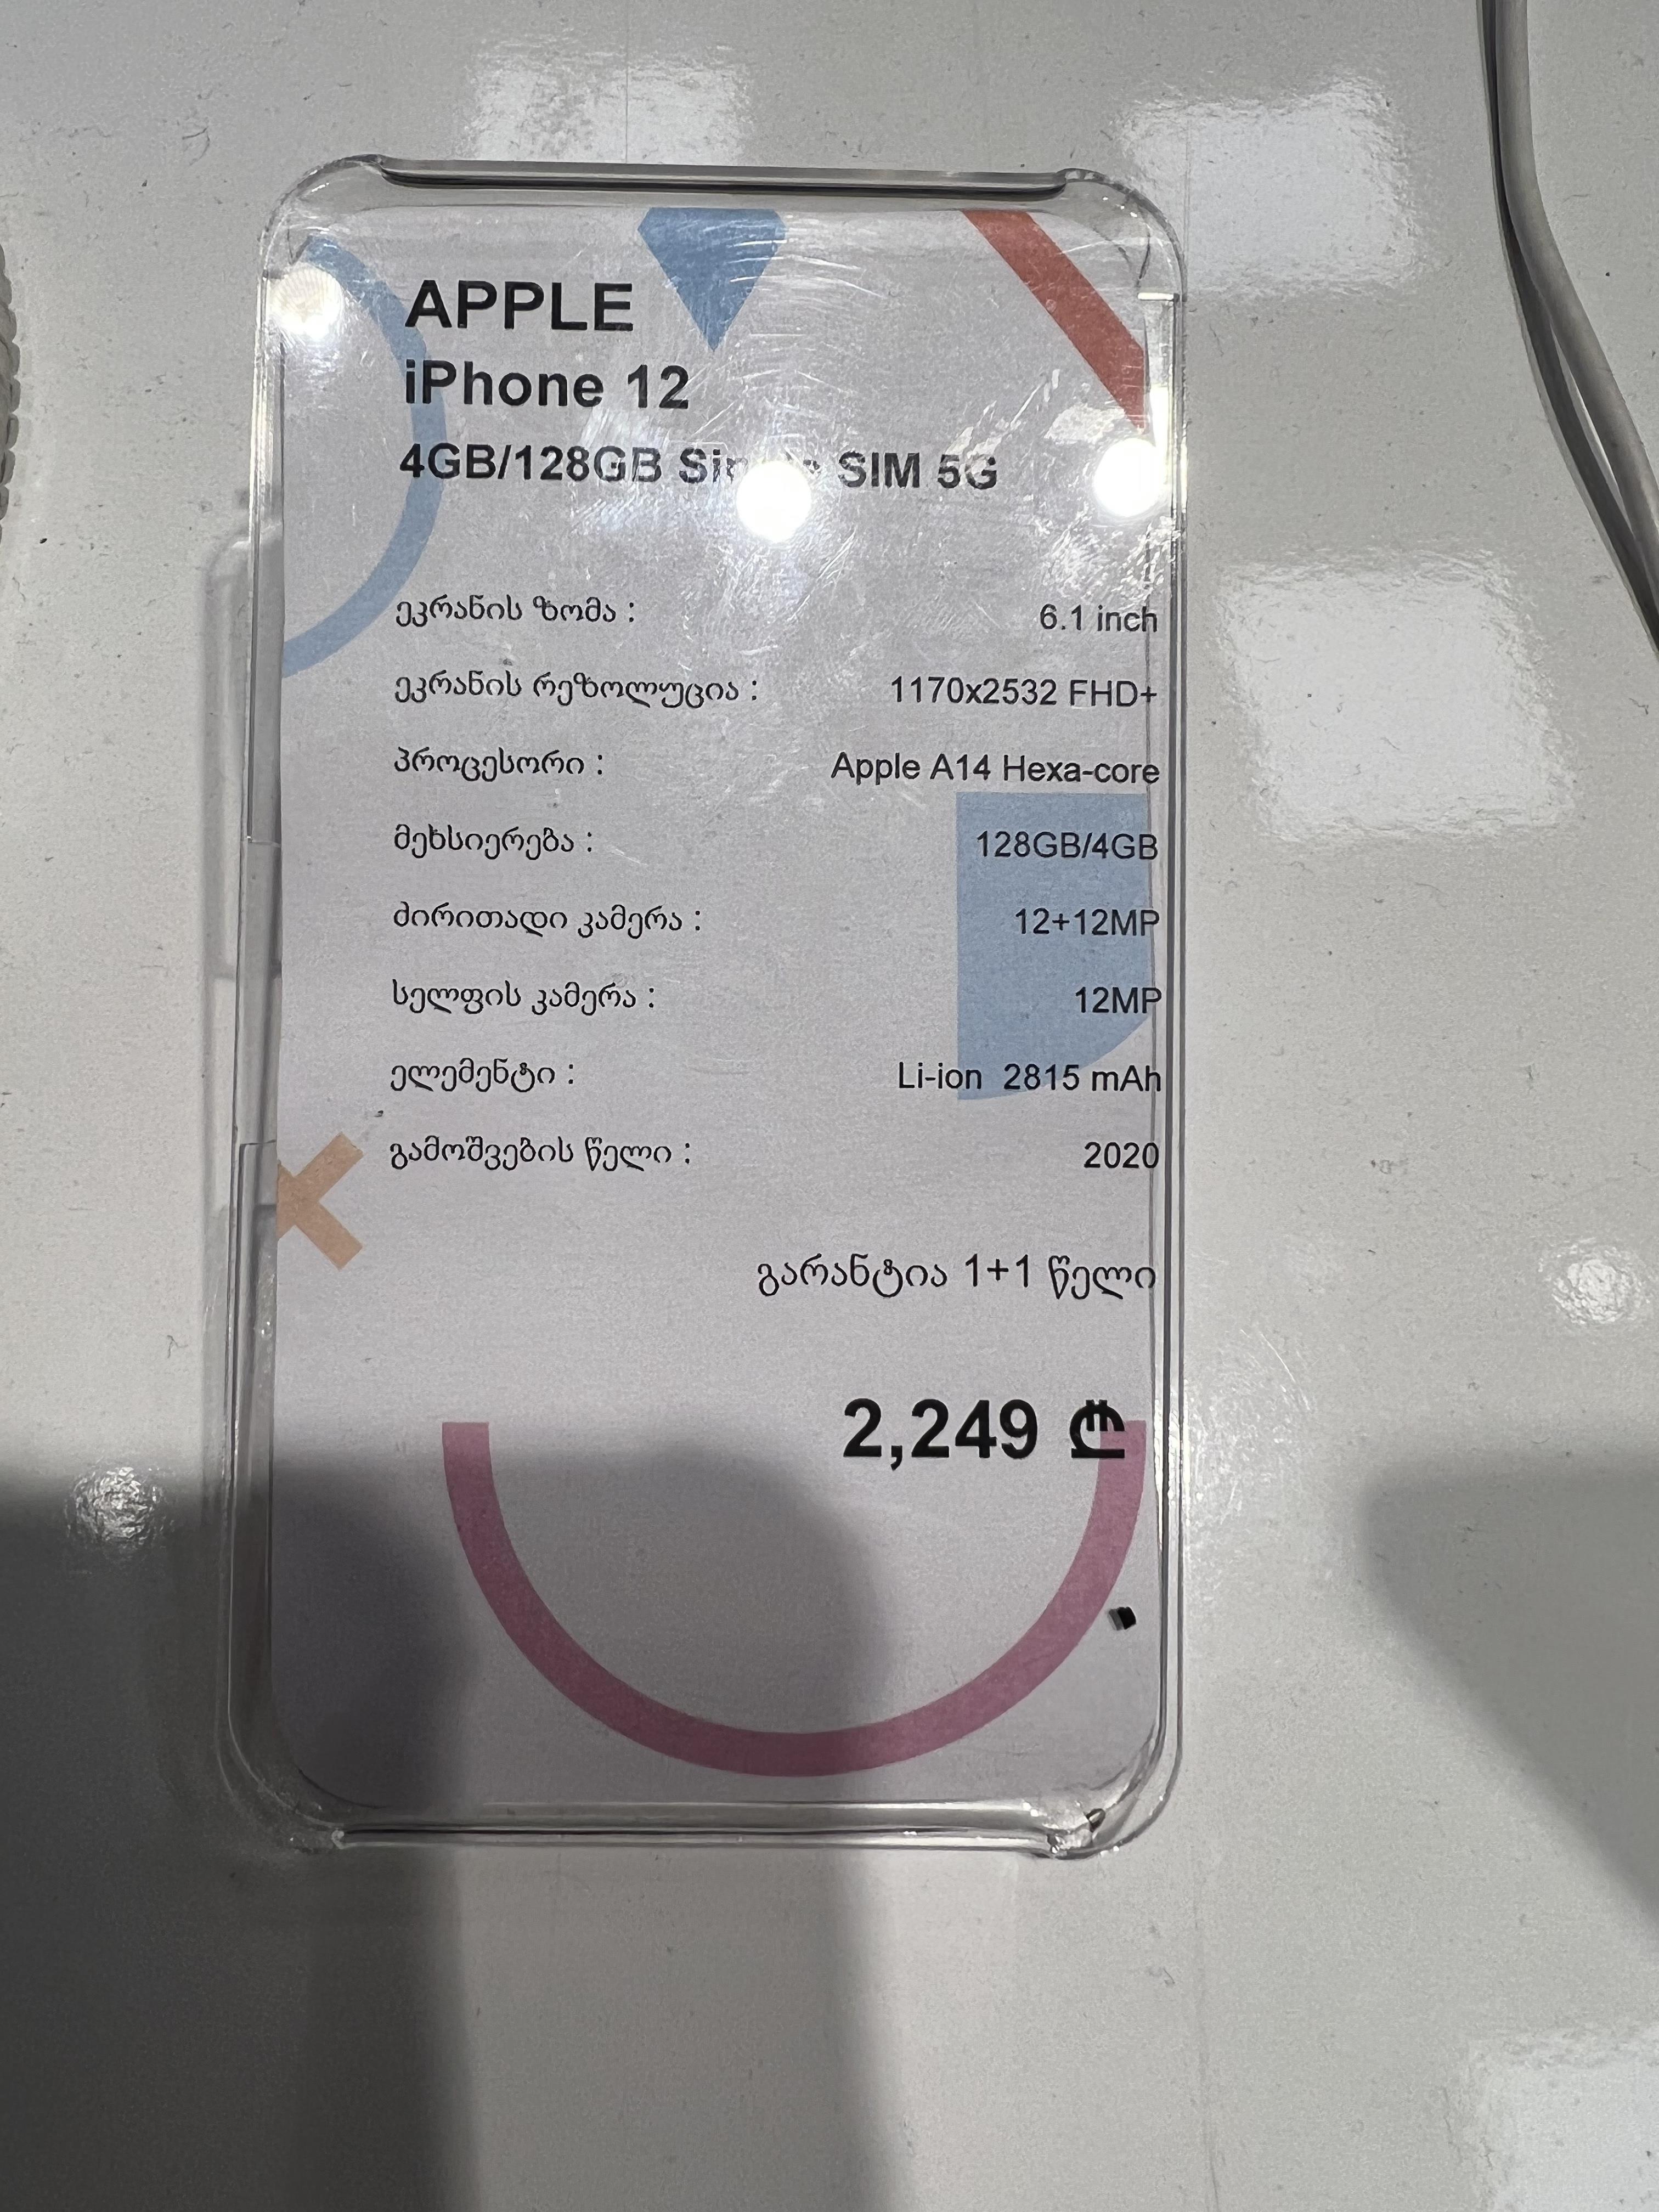 APPLE
iPhone 12
4GB/128GB SIM 5G
ეკრანის ზომა : 6.1 inch
ეკრანის რეზოლუცია : 1170x2532 FHD+
პროცესორი : Apple A14 Hexa-core
მეხსიერება : 128GB/4GB
ძირითადი კამერა : 12+12MP
სელფის კამერა : 12MP
ელემენტი : Li-ion 2815 mAh
გამოშვების წელი : 2020
გარანტია 1+1 წელი
2,249 ₾